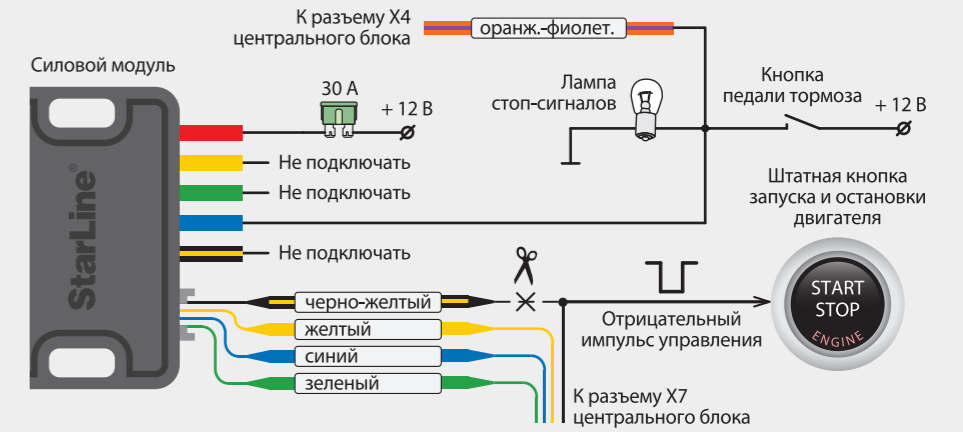 К разъему X4
центрального блока
оранж.-фиолет.
Силовой модуль
30 А
+ 12 В
Лампа
стоп-сигналов
Кнопка
педали тормоза
+ 12 В
Не подключать
Не подключать
Не подключать
StarLine®
Штатная кнопка
запуска и остановки
двигателя
START
STOP
ENGINE
черно-желтый
желтый
синий
зеленый
Отрицательный
импульс управления
К разъему X7
центрального блока